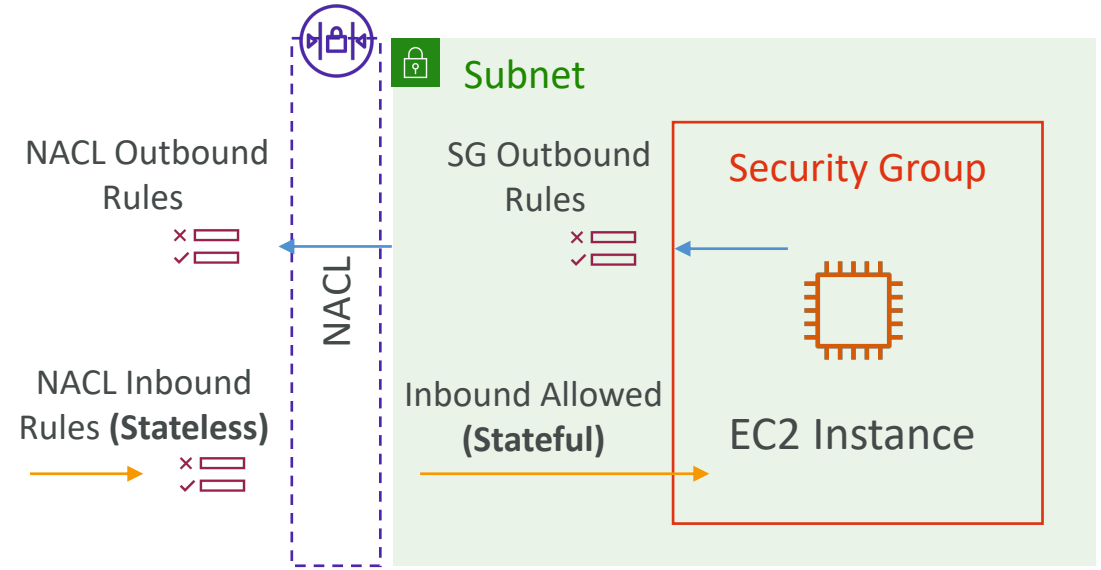 Subnet
NACL Outbound
Rules
SG Outbound
Rules
Security Group
NACL
NACL Inbound
Rules (Stateless)
Inbound Allowed
(Stateful)
EC2 Instance